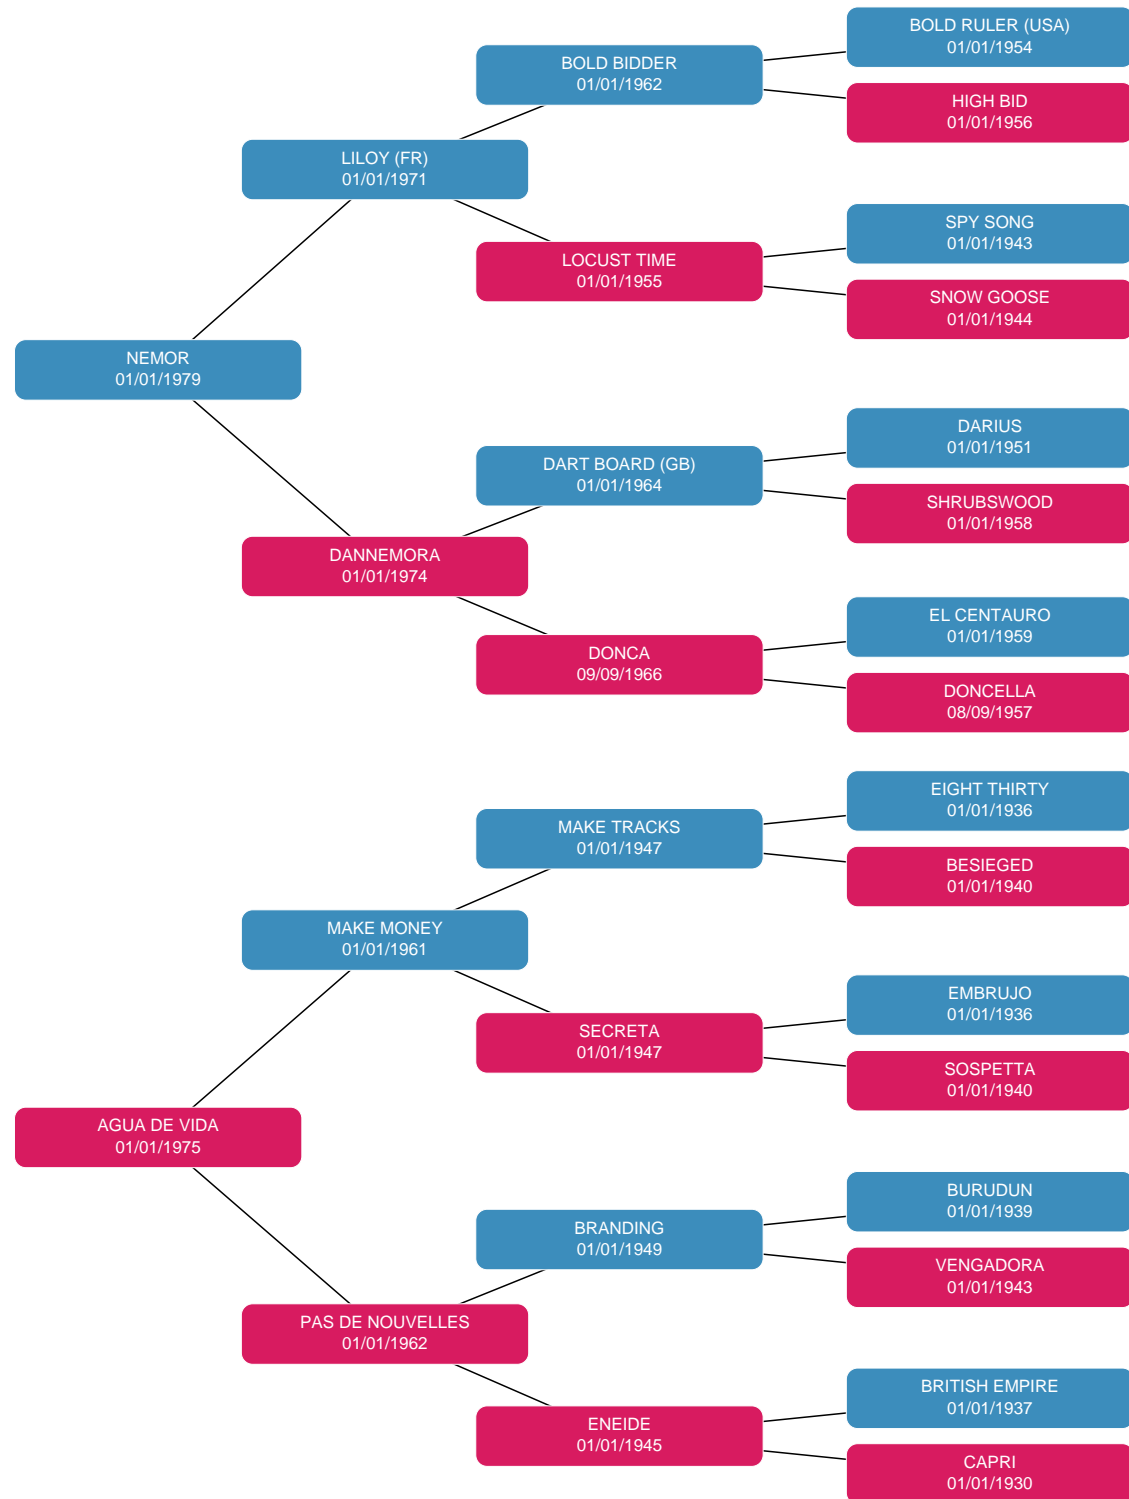 BOLD RULER (USA)
01/01/1954
BOLD BIDDER
01/01/1962
HIGH BID
01/01/1956
LILOY (FR)
01/01/1971
SPY SONG
01/01/1943
LOCUST TIME
01/01/1955
SNOW GOOSE
01/01/1944
NEMOR
01/01/1979
DARIUS
01/01/1951
DART BOARD (GB)
01/01/1964
SHRUBSWOOD
01/01/1958
DANNEMORA
01/01/1974
EL CENTAURO
01/01/1959
DONCA
09/09/1966
DONCELLA
08/09/1957
EIGHT THIRTY
01/01/1936
MAKE TRACKS
01/01/1947
BESIEGED
01/01/1940
MAKE MONEY
01/01/1961
EMBRUJO
01/01/1936
SECRETA
01/01/1947
SOSPETTA
01/01/1940
AGUA DE VIDA
01/01/1975
BURUDUN
01/01/1939
BRANDING
01/01/1949
VENGADORA
01/01/1943
PAS DE NOUVELLES
01/01/1962
BRITISH EMPIRE
01/01/1937
ENEIDE
01/01/1945
CAPRI
01/01/1930